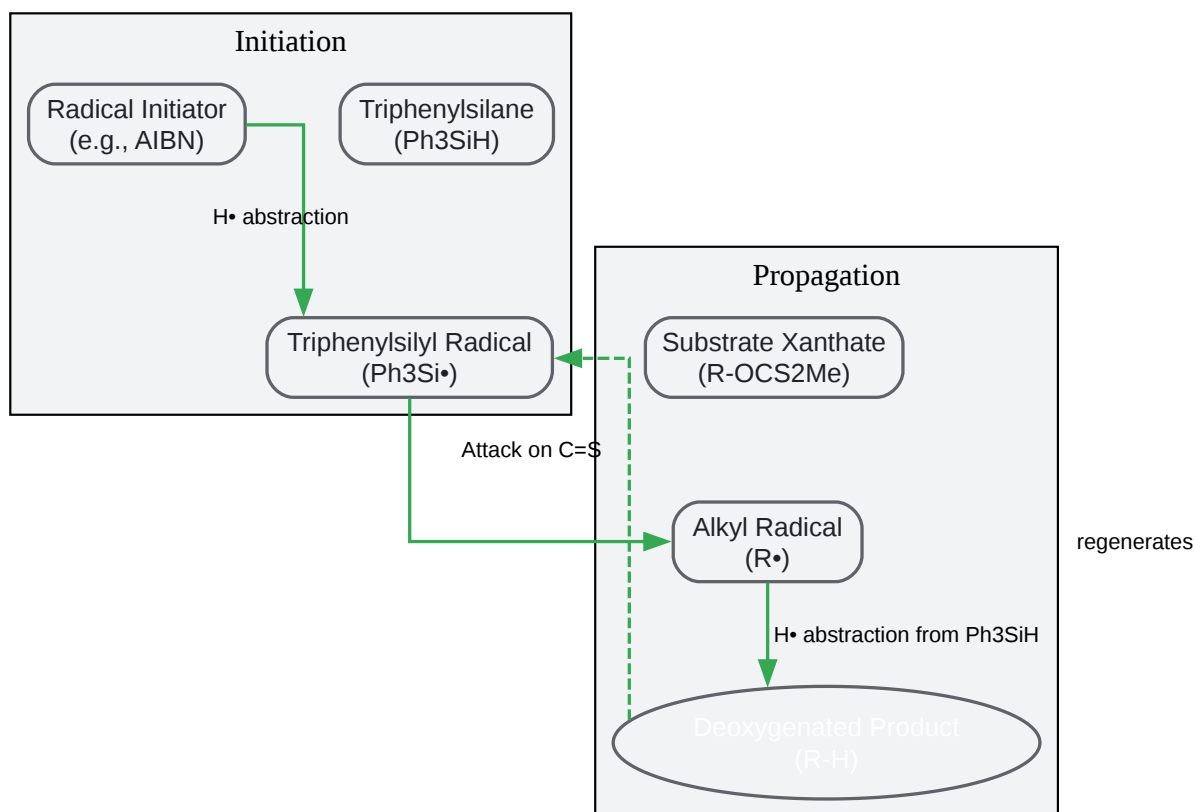 Initiation
Radical Initiator
(e.g., AIBN)
Triphenylsilane
(Ph3SiH)
H• abstraction
Propagation
Triphenylsilyl Radical
(Ph3Si•)
Substrate Xanthate
(R-OCS2Me)
Attack on C=S
Alkyl Radical
(R•)
regenerates
H• abstraction from Ph3SiH
Deoxygenated Product
(R-H)